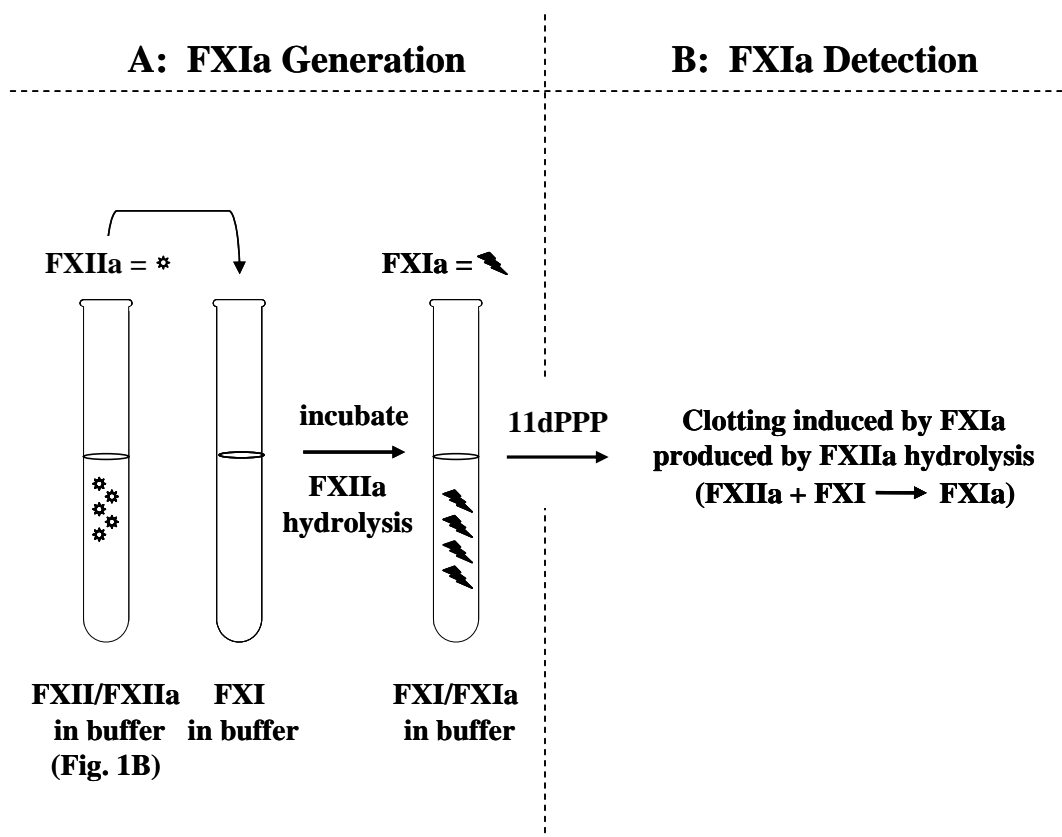 A: FXIa Generation
B: FXIa Detection
FXIIa =
FXIa =
incubate
FXIIa
hydrolysis
11dPPP
Clotting induced by FXIa
produced by FXIIa hydrolysis
(FXIIa + FXI → FXIa)
FXII/FXIIa
in buffer
(Fig. 1B)
FXI
in buffer
FXI/FXIa
in buffer